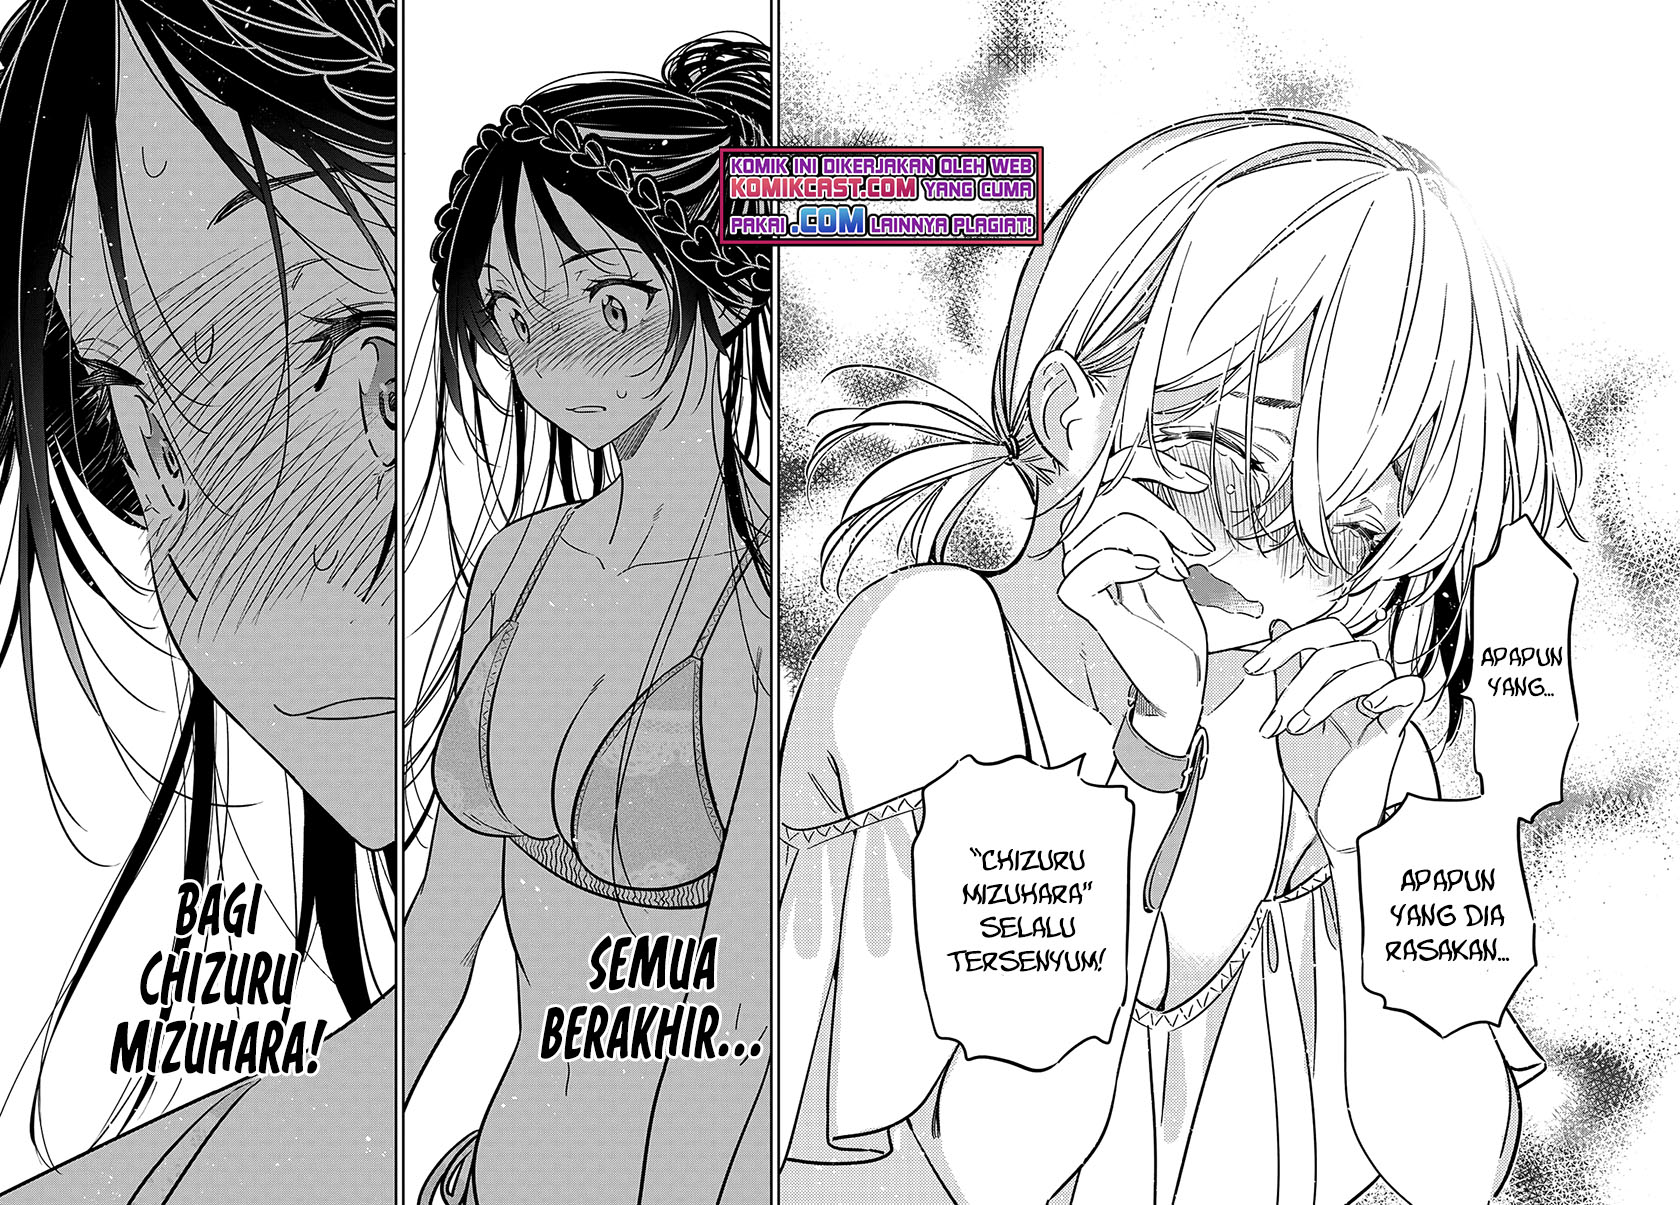 KOMIK INI DIKERJAKAN OLEH WEB
KOMIKCAST.COM YANG CUMA
PAKAI .COM LAINNYA PLAGIAT!
APAPUN
YANG...
APAPUN
YANG DIA
RASAKAN...
"CHIZURU
MIZUHARA"
SELALU
TERSENYUM!
SEMUA
BERAKHIR...
BAGI
CHIZURU
MIZUHARA!